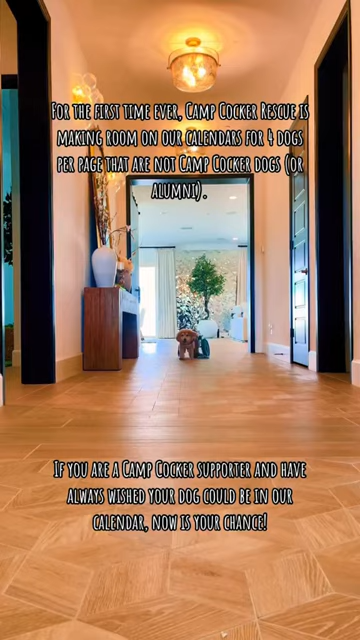 For the first time ever, Camp Cocker Rescue is
making room on our calendars for 4 dogs
per page that are not Camp Cocker dogs (or
alumni).
If you are a Camp Cocker supporter and have
always wished your dog could be in our
calendar, now is your chance!